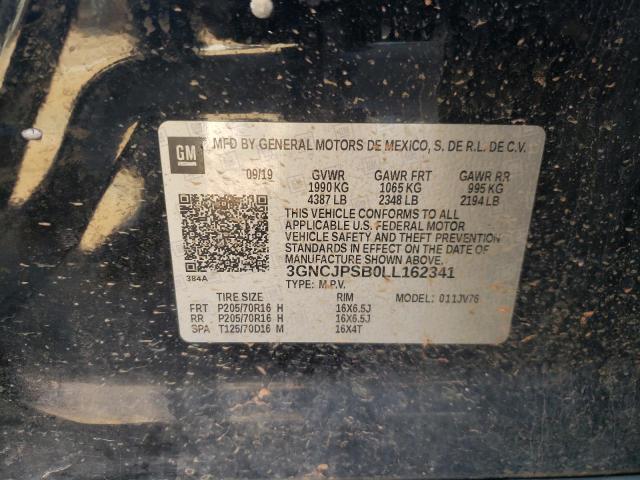 GM MFD BY GENERAL MOTORS DE MEXICO, S. DE R.L. DE C.V.
09/19 GVWR GAWR FRT GAWR RR
1990 KG 1065 KG 995 KG
4387 LB 2348 LB 2194 LB
THIS VEHICLE CONFORMS TO ALL
APPLICABLE U.S. FEDERAL MOTOR
VEHICLE SAFETY AND THEFT PREVENTION
STANDARDS IN EFFECT ON THE DATE OF
MANUFACTURE SHOWN ABOVE.
3GNCJPSB0LL162341
384A TYPE: M.P.V.
TIRE SIZE RIM MODEL: 011JV76
FRT P205/70R16 H 16X6.5J
RR P205/70R16 H 16X6.5J
SPA T125/70D16 M 16X4T